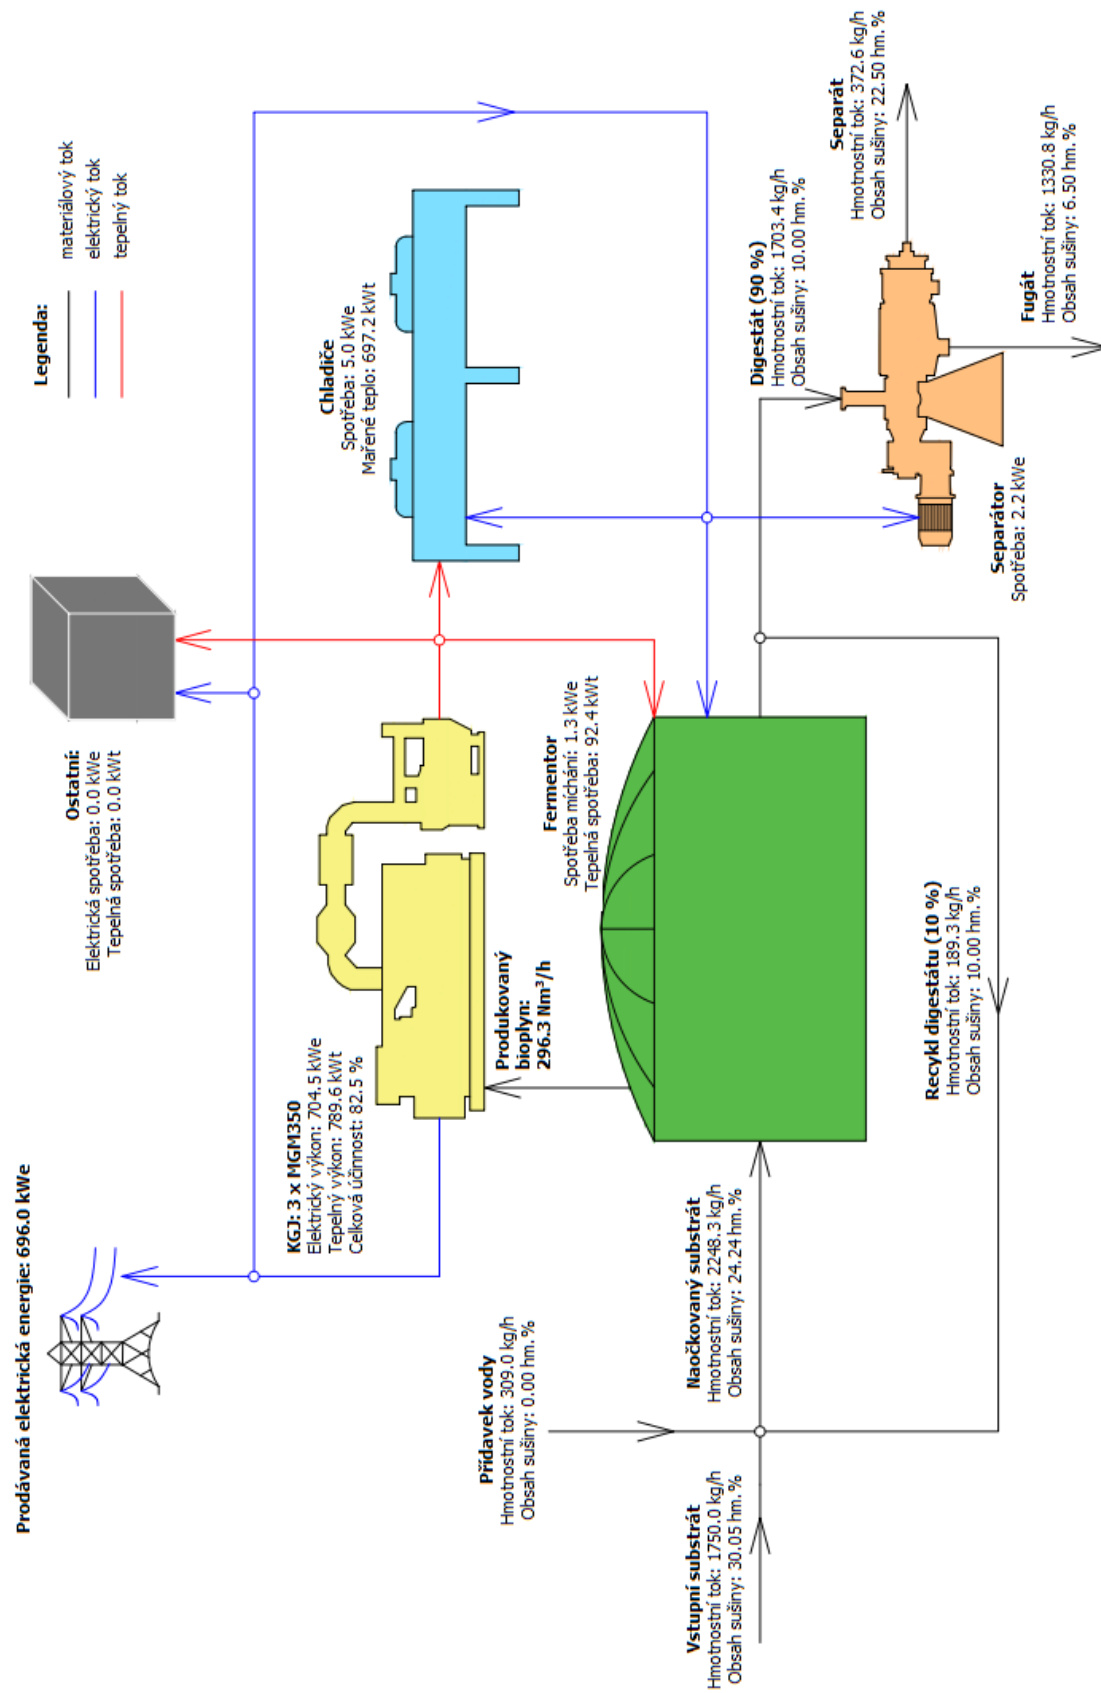 Prodávaná elektrická energie: 696.0 kWe
Ostatní:
Elektrická spotřeba: 0.0 kWe
Tepelná spotřeba: 0.0 kWt
Legenda:
materiálový tok
elektrický tok
tepelný tok
KGJ: 3 x MGM350
Elektrický výkon: 704.5 kWe
Tepelný výkon: 789.6 kWt
Celková účinnost: 82.5 %
Chladiče
Spotřeba: 5.0 kWe
Mařené teplo: 697.2 kWt
Produkovaný
bioplyn:
296.3 Nm³/h
Fermentor
Spotřeba míchání: 1.3 kWe
Tepelná spotřeba: 92.4 kWt
Přídavek vody
Hmotnostní tok: 309.0 kg/h
Obsah sušiny: 0.00 hm. %
Vstupní substrát
Hmotnostní tok: 1750.0 kg/h
Obsah sušiny: 30.05 hm. %
Naočkovaný substrát
Hmotnostní tok: 2248.3 kg/h
Obsah sušiny: 24.24 hm. %
Digestát (90 %)
Hmotnostní tok: 1703.4 kg/h
Obsah sušiny: 10.00 hm. %
Separát
Hmotnostní tok: 372.6 kg/h
Obsah sušiny: 22.50 hm. %
Recykl digestátu (10 %)
Hmotnostní tok: 189.3 kg/h
Obsah sušiny: 10.00 hm. %
Separátor
Spotřeba: 2.2 kWe
Fugát
Hmotnostní tok: 1330.8 kg/h
Obsah sušiny: 6.50 hm. %